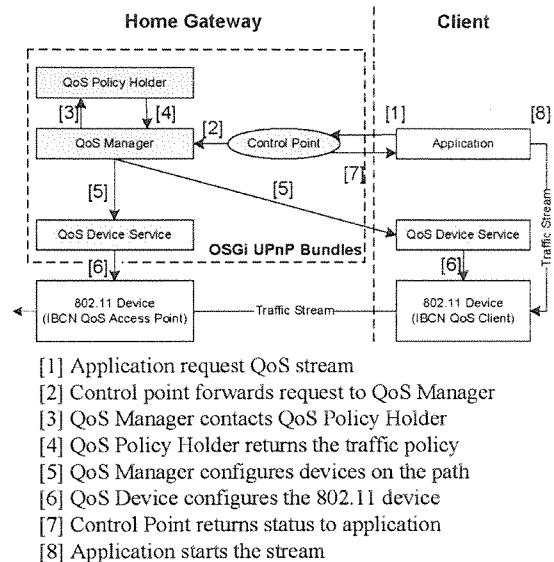 Home Gateway
Client
QoS Policy Holder
[3]
[4]
[2]
[1]
[8]
QoS Manager
Control Point
Application
[7]
[5]
[5]
QoS Device Service
QoS Device Service
OSGi UPnP Bundles
[6]
[6]
Traffic Stream
802.11 Device
(IBCN QoS Access Point)
Traffic Stream
802.11 Device
(IBCN QoS Client)
[1] Application request QoS stream
[2] Control point forwards request to QoS Manager
[3] QoS Manager contacts QoS Policy Holder
[4] QoS Policy Holder returns the traffic policy
[5] QoS Manager configures devices on the path
[6] QoS Device configures the 802.11 device
[7] Control Point returns status to application
[8] Application starts the stream